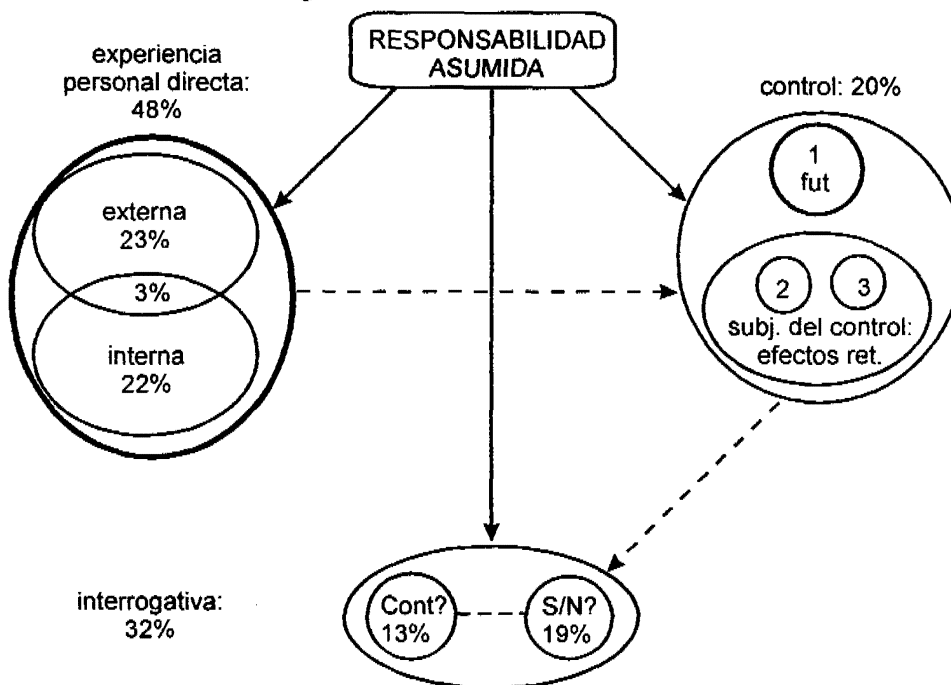 RESPONSABILIDAD
ASUMIDA
experiencia
personal directa:
48%
control: 20%
externa
23%
3%
interna
22%
1
fut
2
3
subj. del control:
efectos ret.
interrogativa:
32%
Cont?
13%
S/N?
19%